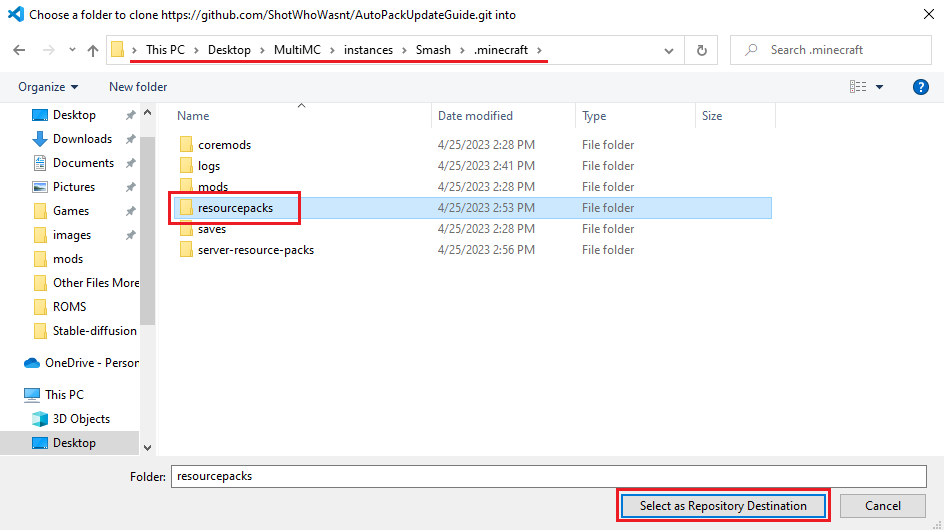 Choose a folder to clone https://github.com/ShotWhoWasnt/AutoPackUpdateGuide.git into
This PC > Desktop > MultiMC > instances > Smash > .minecraft >
Search .minecraft
Organize New folder
Name Date modified Type Size
Desktop
Downloads
Documents
Pictures
Games
images
mods
Other Files More
ROMS
Stable-diffusion
OneDrive - Person
This PC
3D Objects
Desktop
coremods 4/25/2023 2:28 PM File folder
logs 4/25/2023 2:41 PM File folder
mods 4/25/2023 2:28 PM File folder
resourcepacks 4/25/2023 2:53 PM File folder
saves 4/25/2023 2:28 PM File folder
server-resource-packs 4/25/2023 2:56 PM File folder
Folder: resourcepacks
Select as Repository Destination Cancel